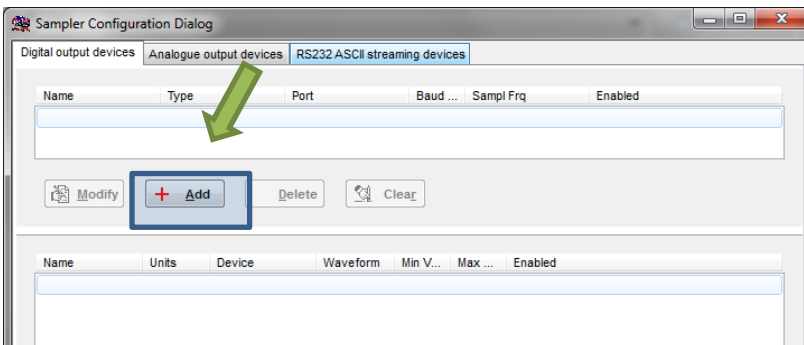 Sampler Configuration Dialog
Digital output devices Analogue output devices RS232 ASCII streaming devices
Name Type Port Baud ... Sampl Frq Enabled
Modify Add Delete Clear
Name Units Device Waveform Min V... Max ... Enabled